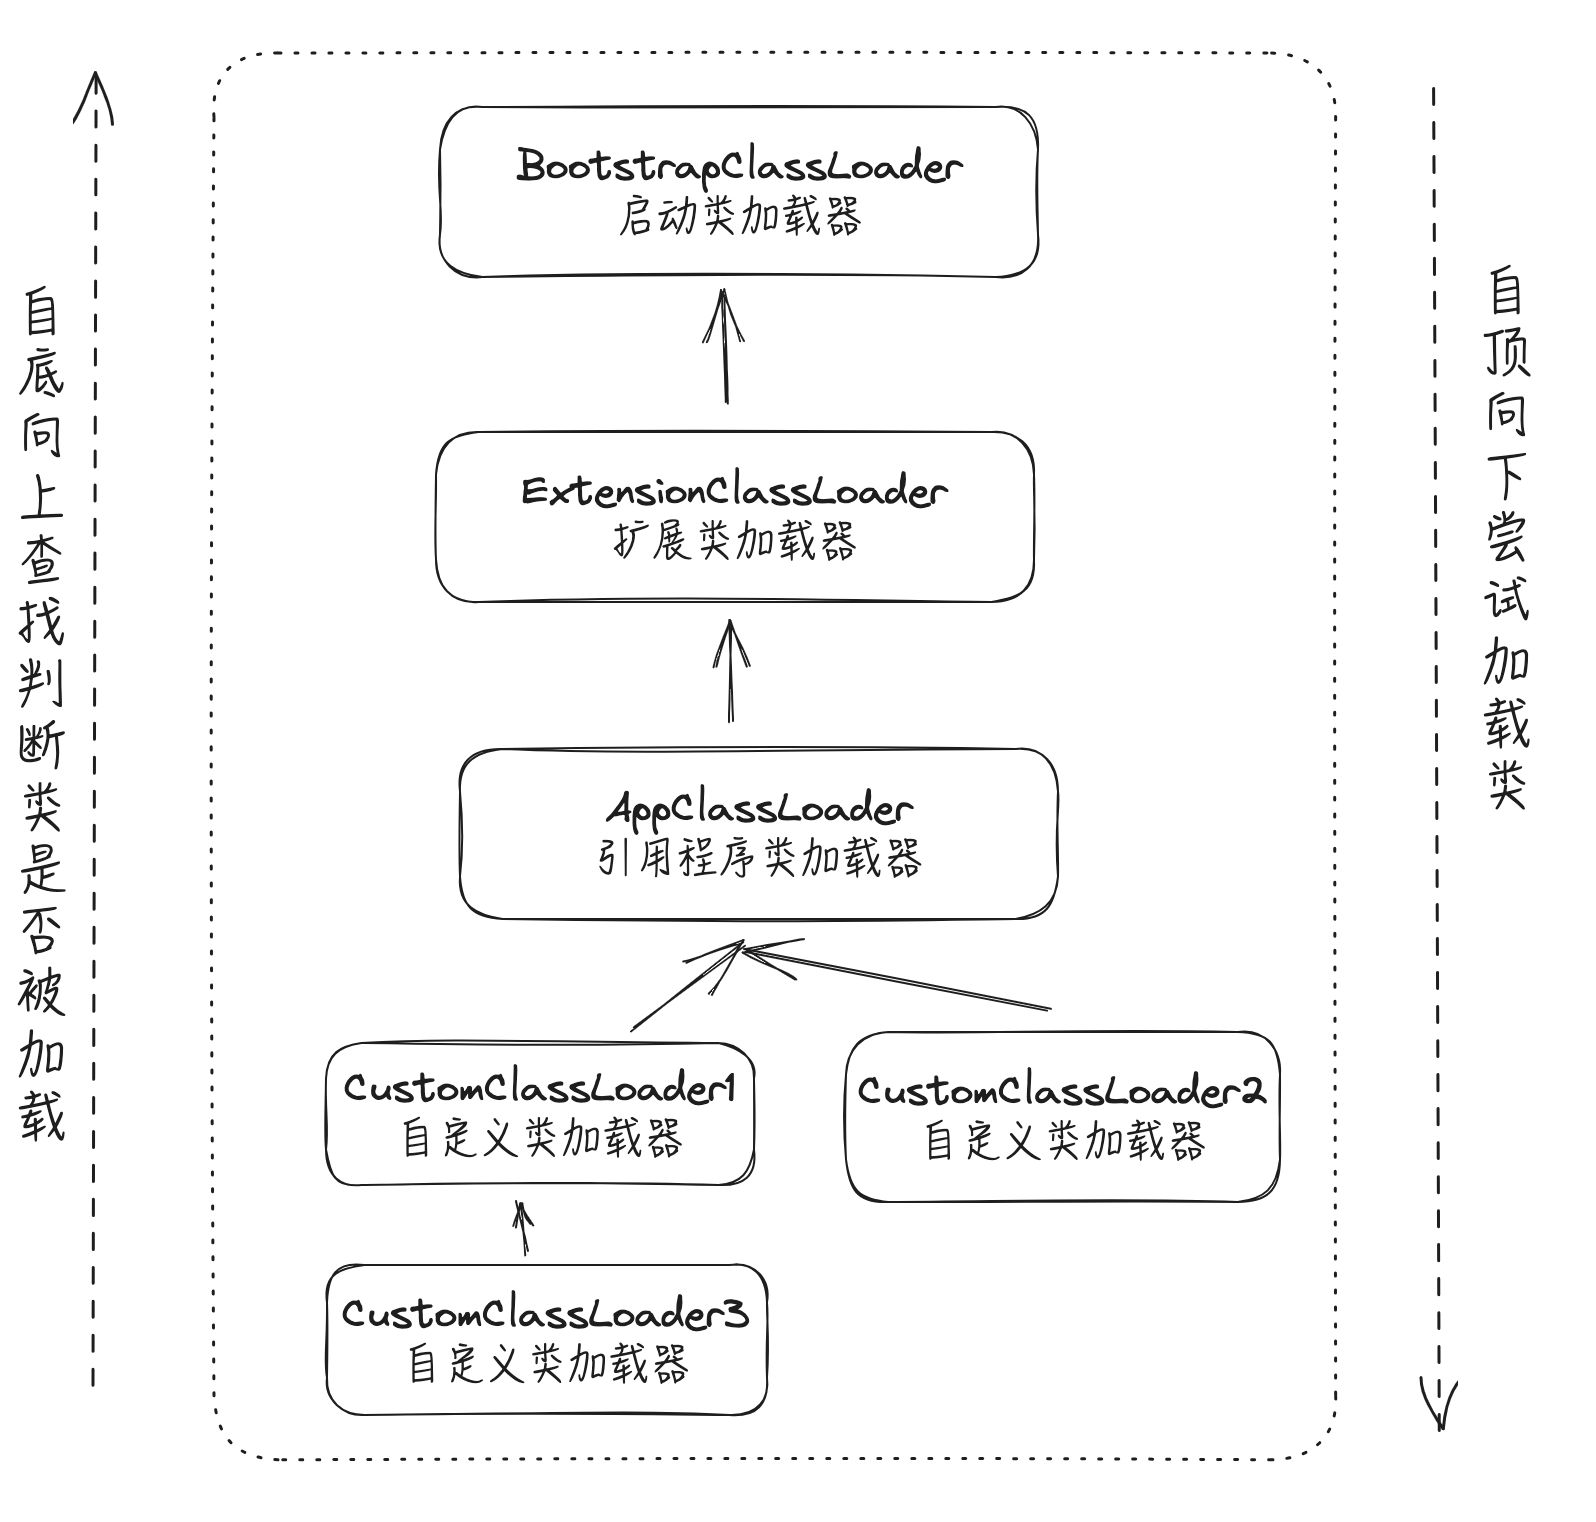 自底向上查找判断类是否被加载
BootstrapClassLoader
启动类加载器
ExtensionClassLoader
扩展类加载器
AppClassLoader
引用程序类加载器
CustomClassLoader1
自定义类加载器
CustomClassLoader2
自定义类加载器
CustomClassLoader3
自定义类加载器
自顶向下尝试加载类